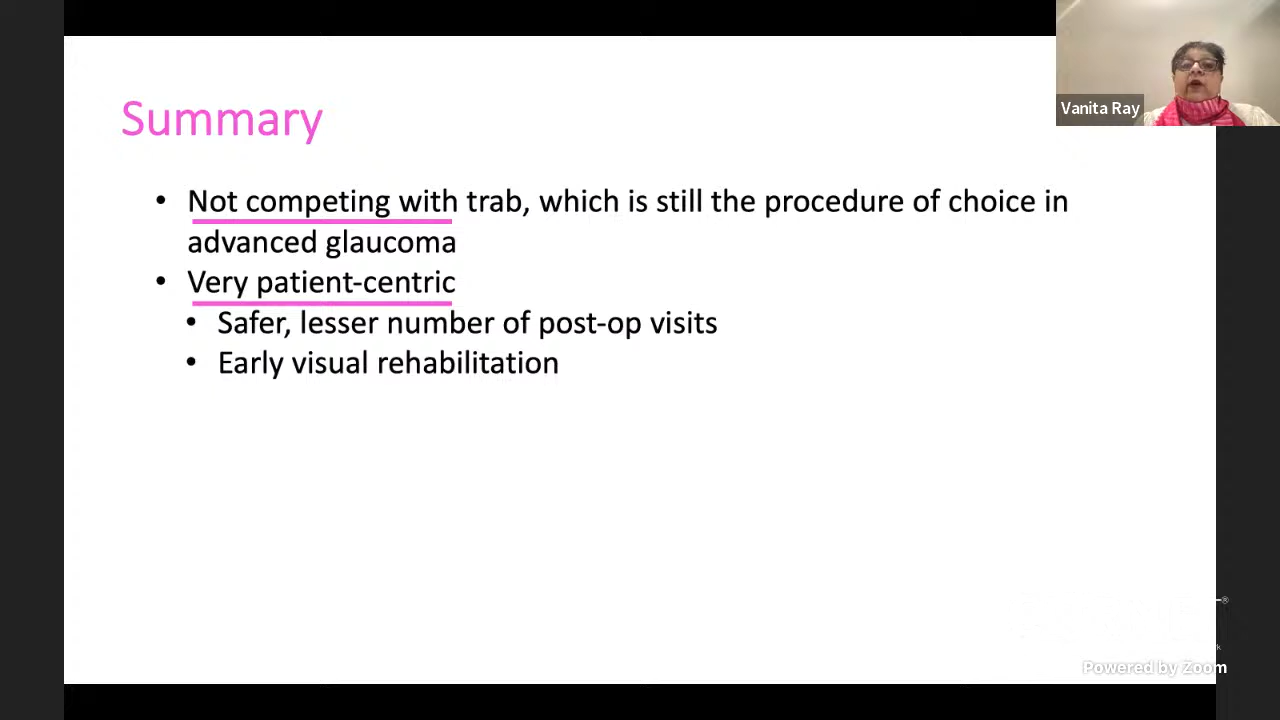 Vanita Ray
Summary
• Not competing with trab, which is still the procedure of choice in
advanced glaucoma
• Very patient-centric
• Safer, lesser number of post-op visits
• Early visual rehabilitation
®
k
Powered by Zoom